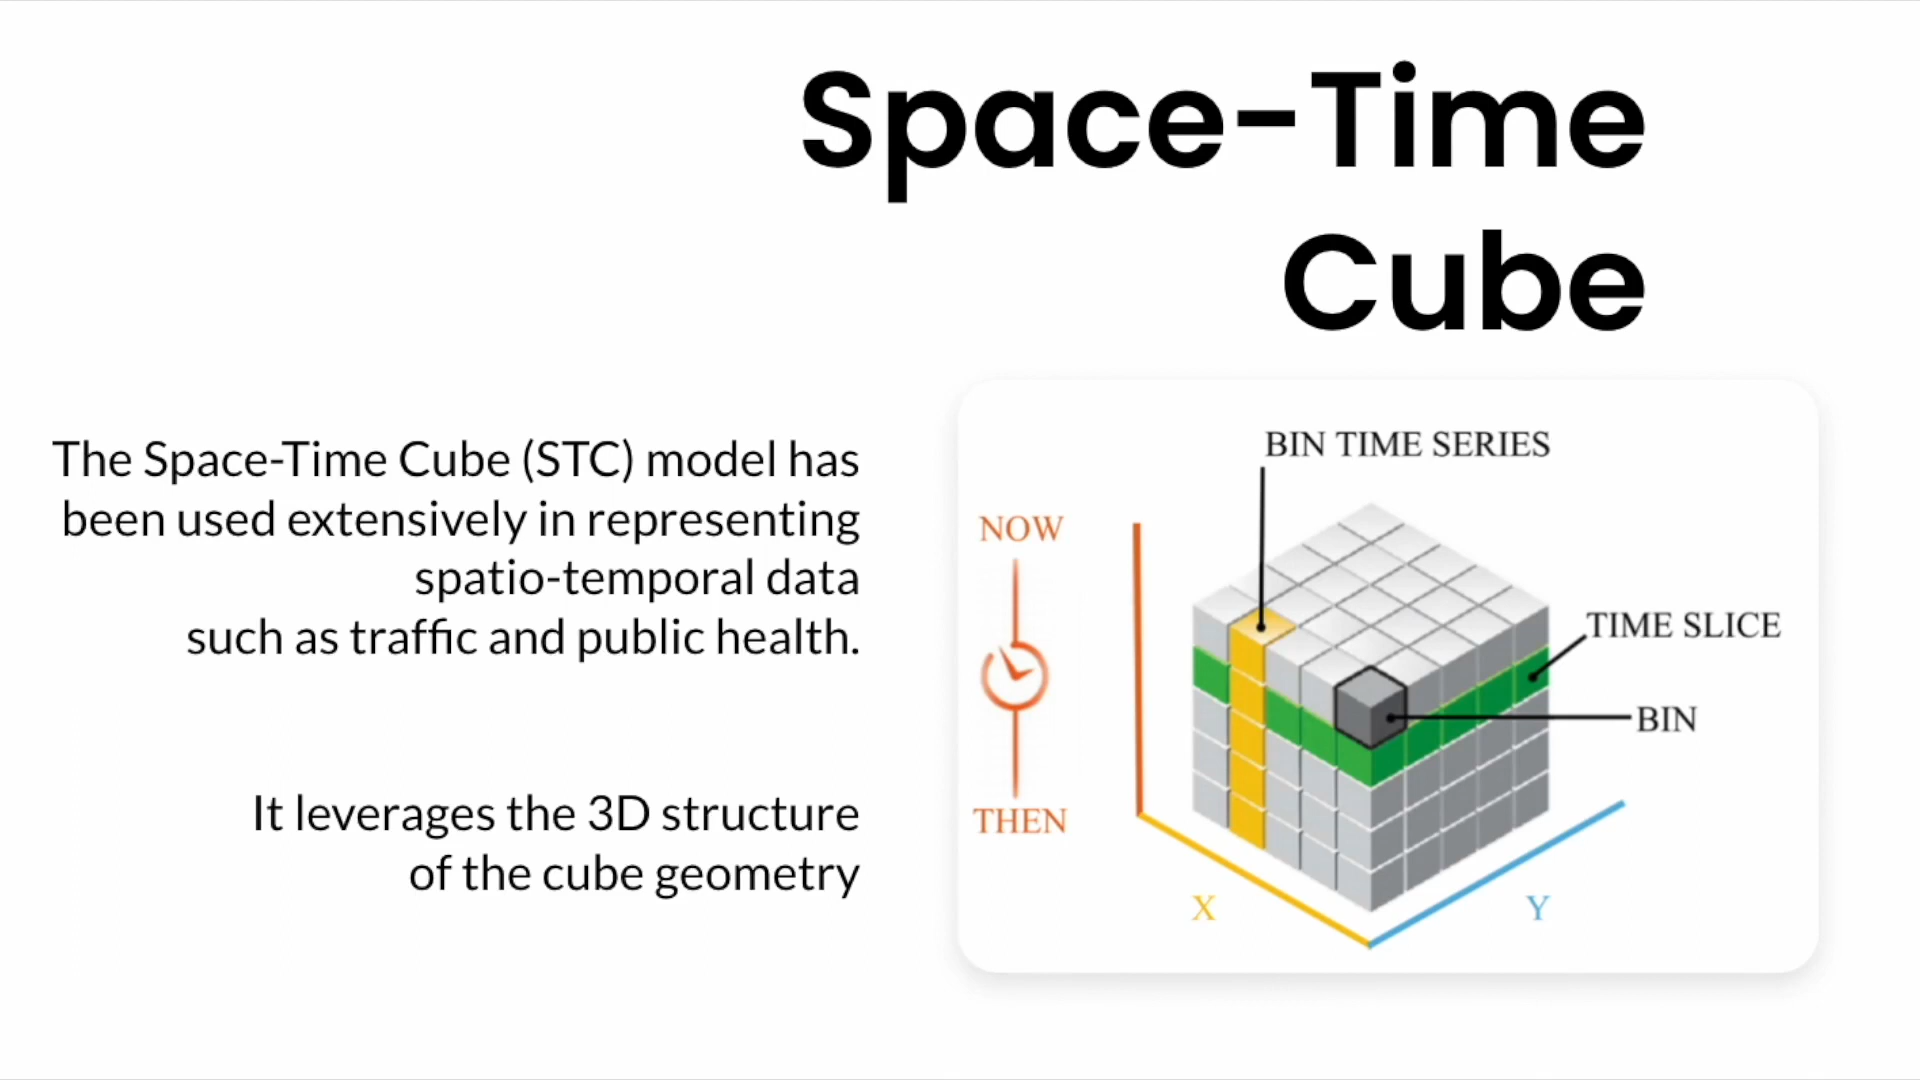 Space-Time
Cube
The Space-Time Cube (STC) model has
been used extensively in representing
spatio-temporal data
such as traffic and public health.
It leverages the 3D structure
of the cube geometry
BIN TIME SERIES
NOW
TIME SLICE
BIN
THEN
X
Y